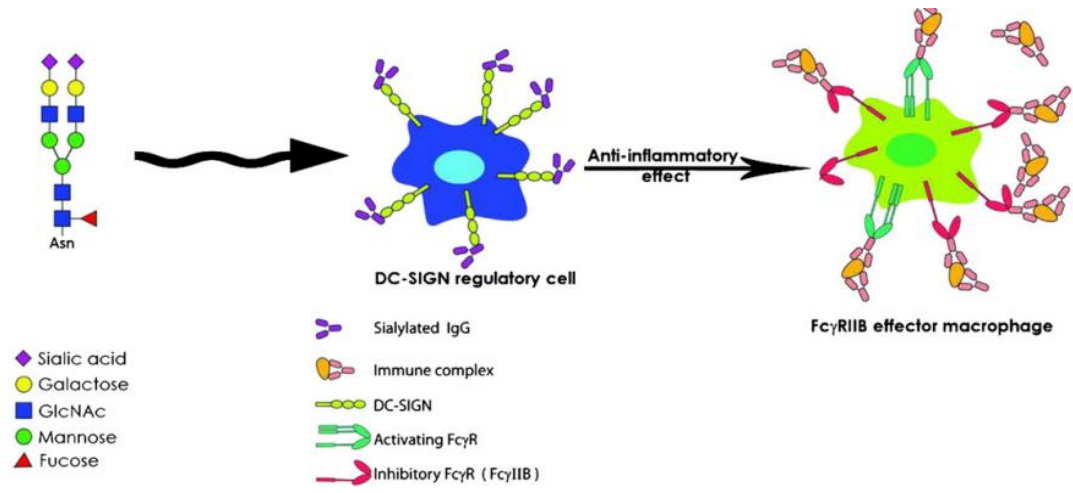 Asn
Anti-inflammatory
effect
DC-SIGN regulatory cell
FcγRIIB effector macrophage
Sialic acid
Galactose
GlcNAc
Mannose
Fucose
Sialylated IgG
Immune complex
DC-SIGN
Activating FcγR
Inhibitory FcγR ( FcγIIB )